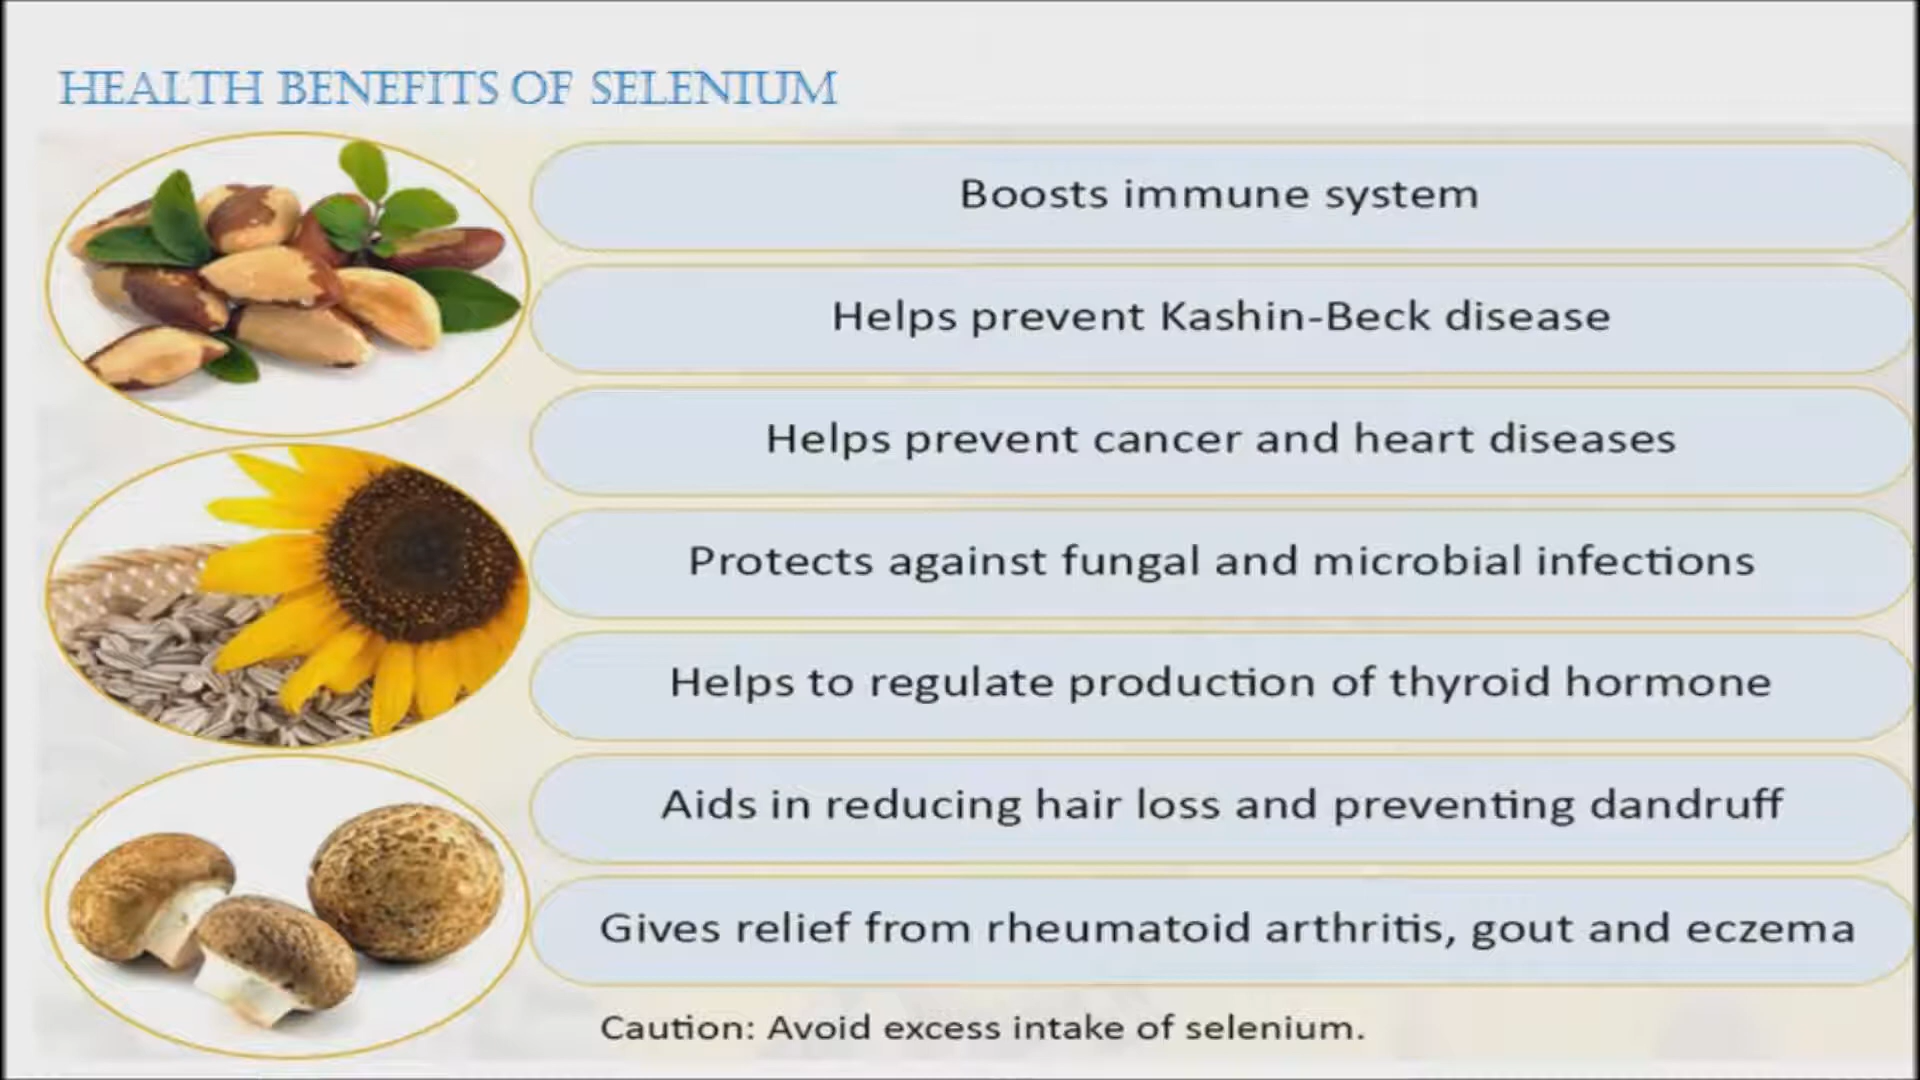 HEALTH BENEFITS OF SELENIUM
Boosts immune system
Helps prevent Kashin-Beck disease
Helps prevent cancer and heart diseases
Protects against fungal and microbial infections
Helps to regulate production of thyroid hormone
Aids in reducing hair loss and preventing dandruff
Gives relief from rheumatoid arthritis, gout and eczema
Caution: Avoid excess intake of selenium.